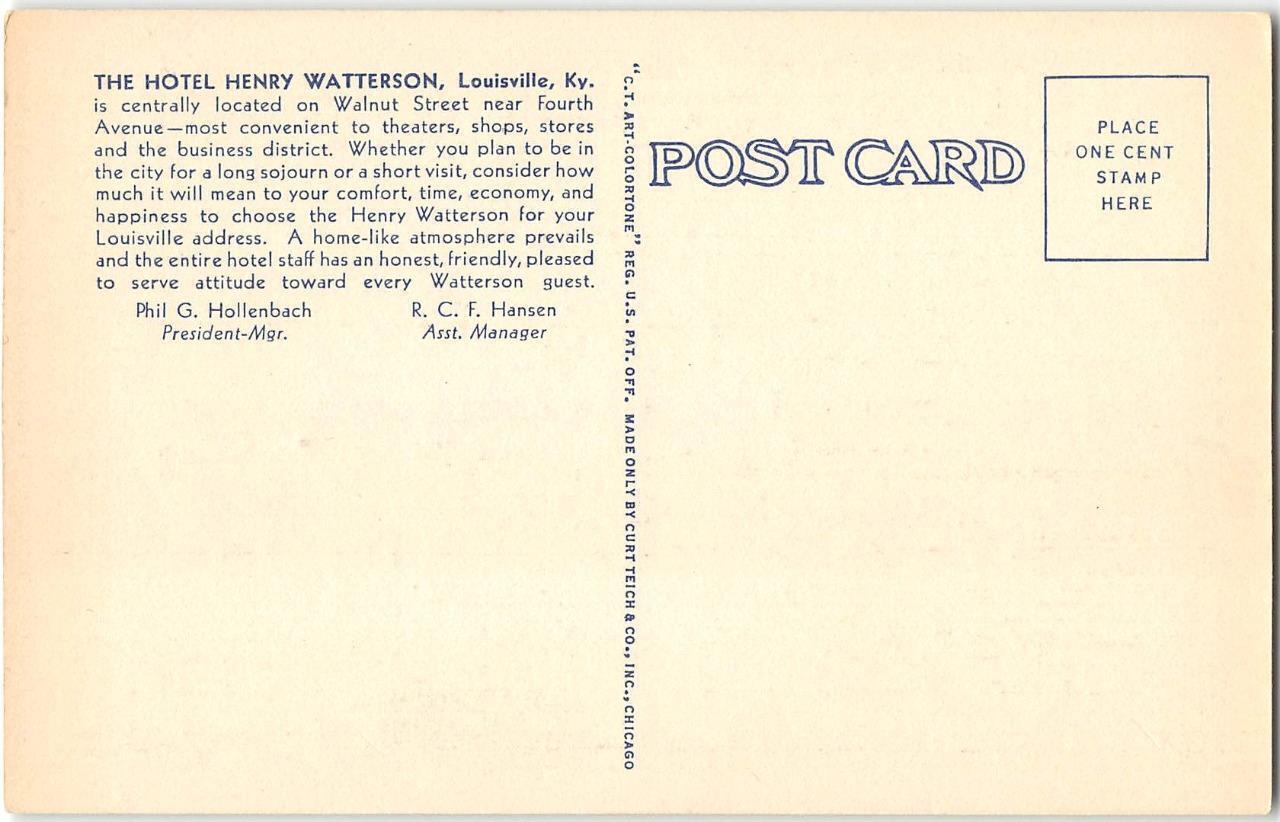 THE HOTEL HENRY WATTERSON, Louisville, Ky.
is centrally located on Walnut Street near Fourth
Avenue—most convenient to theaters, shops, stores
and the business district. Whether you plan to be in
the city for a long sojourn or a short visit, consider how
much it will mean to your comfort, time, economy, and
happiness to choose the Henry Watterson for your
Louisville address. A home-like atmosphere prevails
and the entire hotel staff has an honest, friendly, pleased
to serve attitude toward every Watterson guest.
Phil G. Hollenbach R. C. F. Hansen
President-Mgr. Asst. Manager
"C.T. ART-COLORTONE" REG. U.S. PAT. OFF. MADE ONLY BY CURT TEICH & CO., INC., CHICAGO
POST CARD
PLACE
ONE CENT
STAMP
HERE